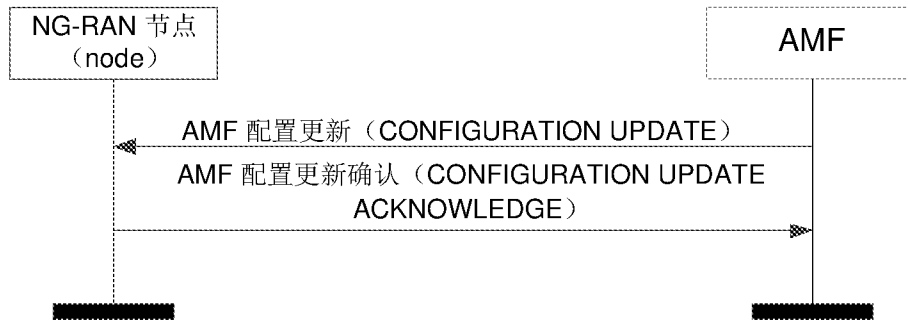 NG-RAN 节点
（node）
AMF
AMF 配置更新（CONFIGURATION UPDATE）
AMF 配置更新确认（CONFIGURATION UPDATE
ACKNOWLEDGE）